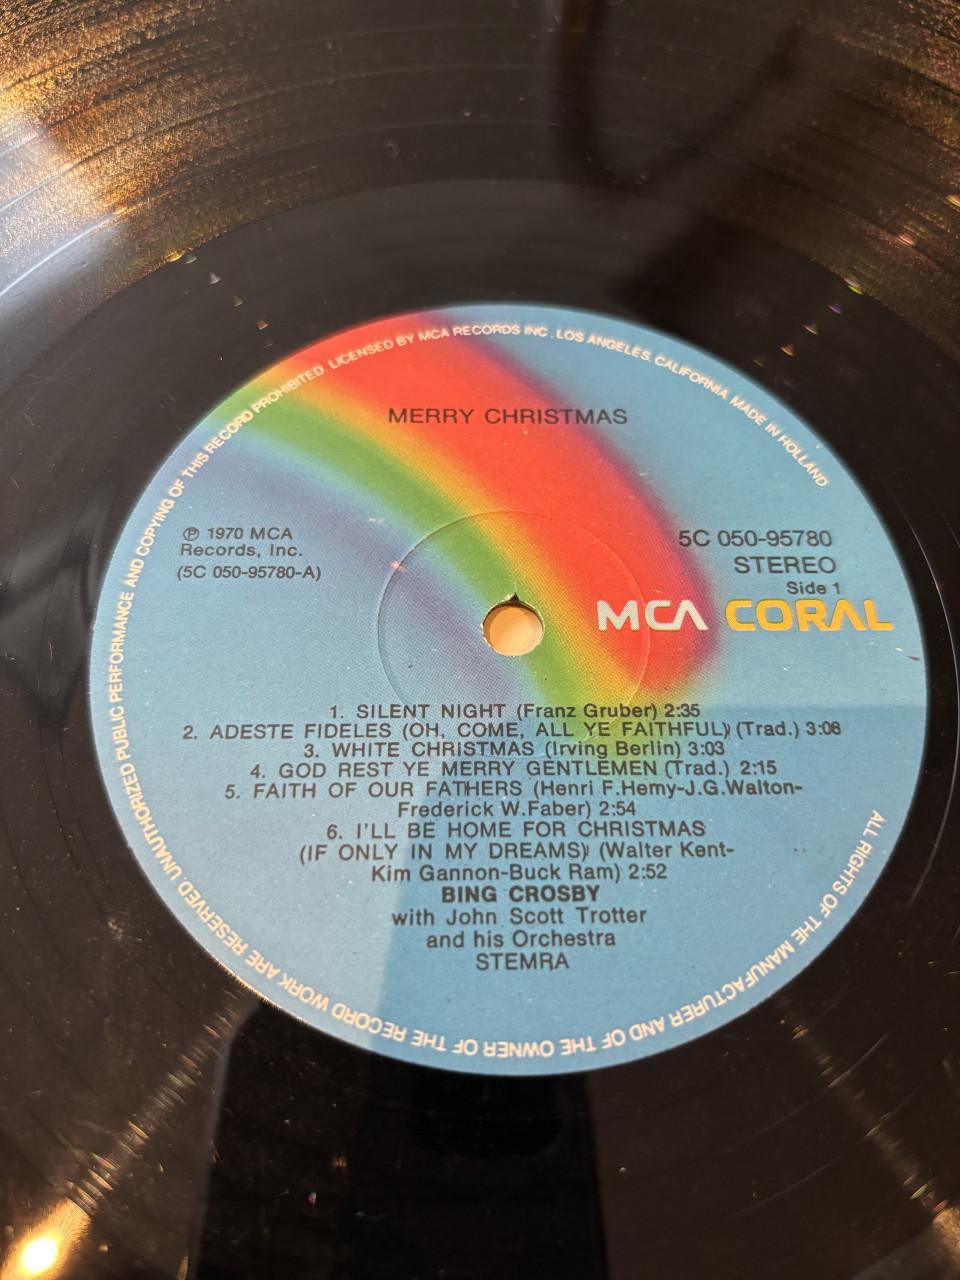 UNAUTHORIZED PUBLIC PERFORMANCE AND COPYING OF THIS RECORD PROHIBITED. LICENSED BY MCA RECORDS INC. LOS ANGELES. CALIFORNIA. MADE IN HOLLAND.
MERRY CHRISTMAS
℗ 1970 MCA
Records, Inc.
(5C 050-95780-A)
5C 050-95780
STEREO
Side 1
MCA CORAL
1. SILENT NIGHT (Franz Gruber) 2:35
2. ADESTE FIDELES (OH, COME, ALL YE FAITHFUL) (Trad.) 3:08
3. WHITE CHRISTMAS (Irving Berlin) 3:03
4. GOD REST YE MERRY GENTLEMEN (Trad.) 2:15
5. FAITH OF OUR FATHERS (Henri F.Hemy-J.G.Walton-
Frederick W.Faber) 2:54
6. I'LL BE HOME FOR CHRISTMAS
(IF ONLY IN MY DREAMS) (Walter Kent-
Kim Gannon-Buck Ram) 2:52
BING CROSBY
with John Scott Trotter
and his Orchestra
STEMRA
ALL RIGHTS OF THE MANUFACTURER AND OF THE OWNER OF THE RECORD WORK ARE RESERVED.